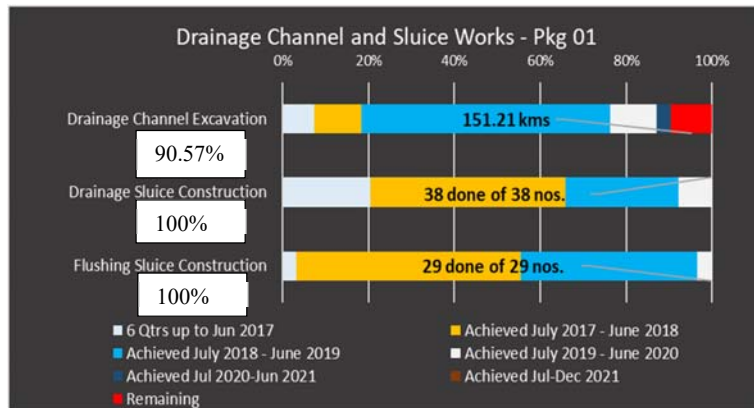 Drainage Channel and Sluice Works - Pkg 01
0% 20% 40% 60% 80% 100%
Drainage Channel Excavation
151.21 kms
90.57%
Drainage Sluice Construction
38 done of 38 nos.
100%
Flushing Sluice Construction
29 done of 29 nos.
100%
6 Qtrs up to Jun 2017 Achieved July 2017 - June 2018
Achieved July 2018 - June 2019 Achieved July 2019 - June 2020
Achieved Jul 2020-Jun 2021 Achieved Jul-Dec 2021
Remaining